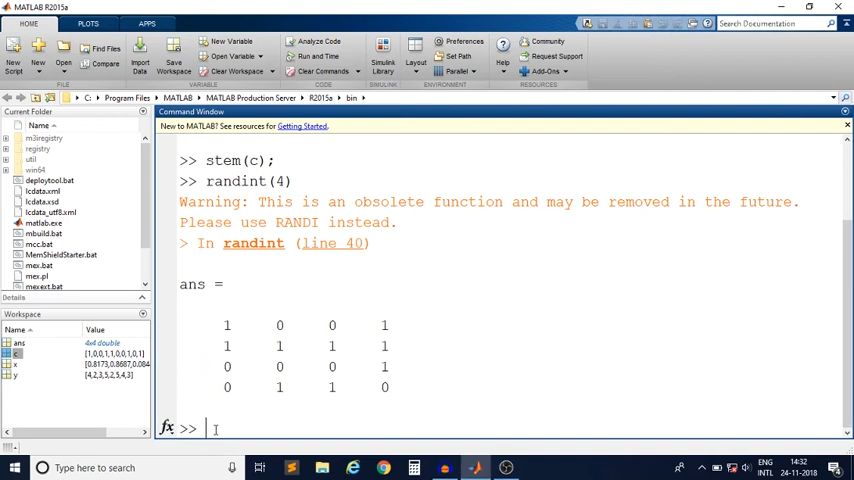 MATLAB R2015a
HOME PLOTS APPS
Search Documentation
New Script
New
Open
Find Files
Compare
Import Data
Save Workspace
New Variable
Open Variable
Clear Workspace
Analyze Code
Run and Time
Clear Commands
Simulink Library
Layout
Preferences
Set Path
Parallel
Help
Community
Request Support
Add-Ons
FILE VARIABLE CODE SIMULINK ENVIRONMENT RESOURCES
C: Program Files MATLAB MATLAB Production Server R2015a bin
Current Folder
Name
m3iregistry
registry
util
win64
deploytool.bat
lcdata.xml
lcdata.xsd
lcdata_utf8.xml
matlab.exe
mbuild.bat
mcc.bat
MemShieldStarter.bat
mex.bat
mex.pl
mexext.bat
Details
Workspace
Name Value
ans 4x4 double
c [1,0,0,1,1,0,0,1,0,1]
x [0.8173,0.8687,0.084
y [4,2,3,5,2,5,4,3]
Command Window
New to MATLAB? See resources for Getting Started.
>> stem(c);
>> randint(4)
Warning: This is an obsolete function and may be removed in the future.
Please use RANDI instead.
> In randint (line 40)
ans =
1 0 0 1
1 1 1 1
0 0 0 1
0 1 1 0
fx >>
Type here to search
ENG
INTL
14:32
24-11-2018
4